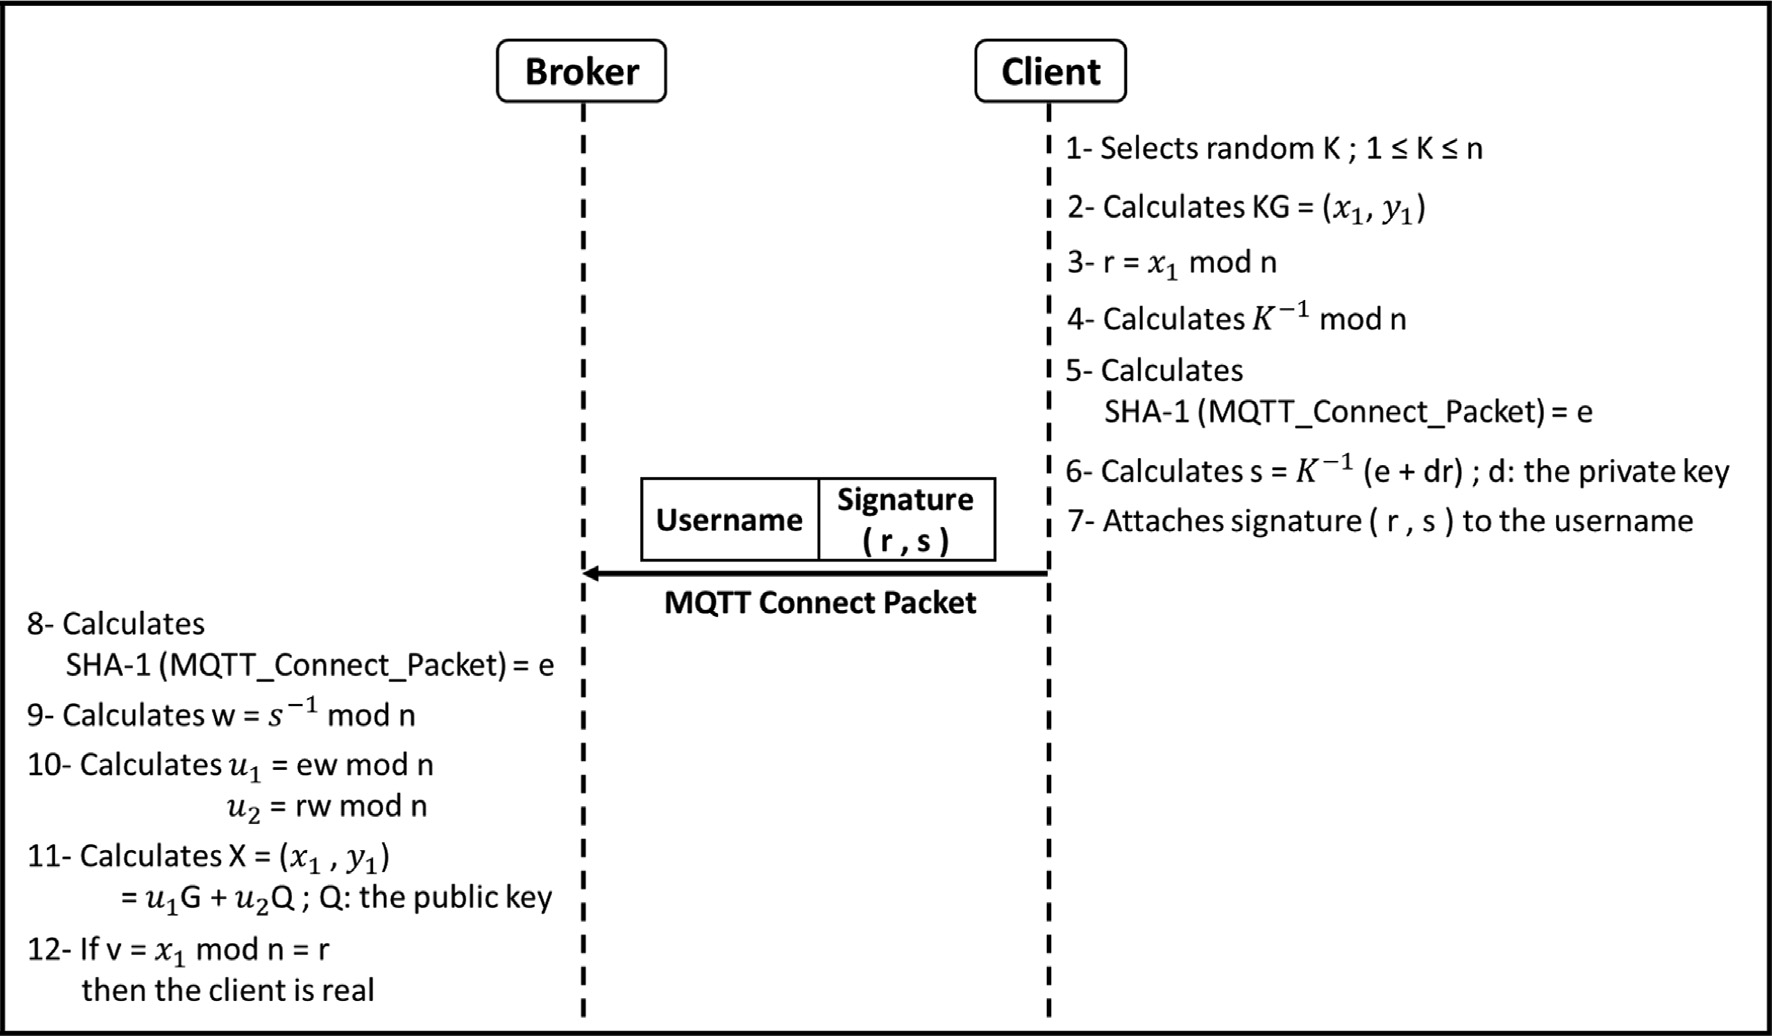 Broker
Client
1- Selects random K ; 1 ≤ K ≤ n
2- Calculates KG = (x₁, y₁)
3- r = x₁ mod n
4- Calculates K⁻¹ mod n
5- Calculates
SHA-1 (MQTT_Connect_Packet) = e
6- Calculates s = K⁻¹ (e + dr) ; d: the private key
7- Attaches signature ( r , s ) to the username
Username
Signature
( r , s )
MQTT Connect Packet
8- Calculates
SHA-1 (MQTT_Connect_Packet) = e
9- Calculates w = s⁻¹ mod n
10- Calculates u₁ = ew mod n
u₂ = rw mod n
11- Calculates X = (x₁ , y₁)
= u₁G + u₂Q ; Q: the public key
12- If v = x₁ mod n = r
then the client is real